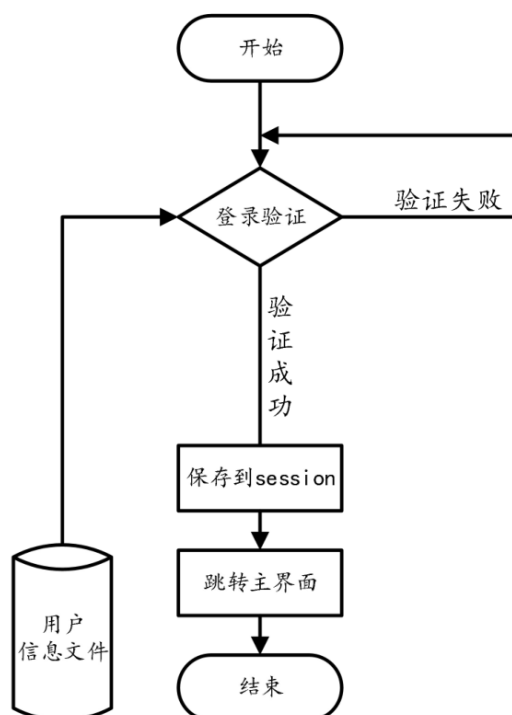 开始
登录验证
验证失败
验
证
成
功
保存到session
跳转主界面
用户
信息文件
结束